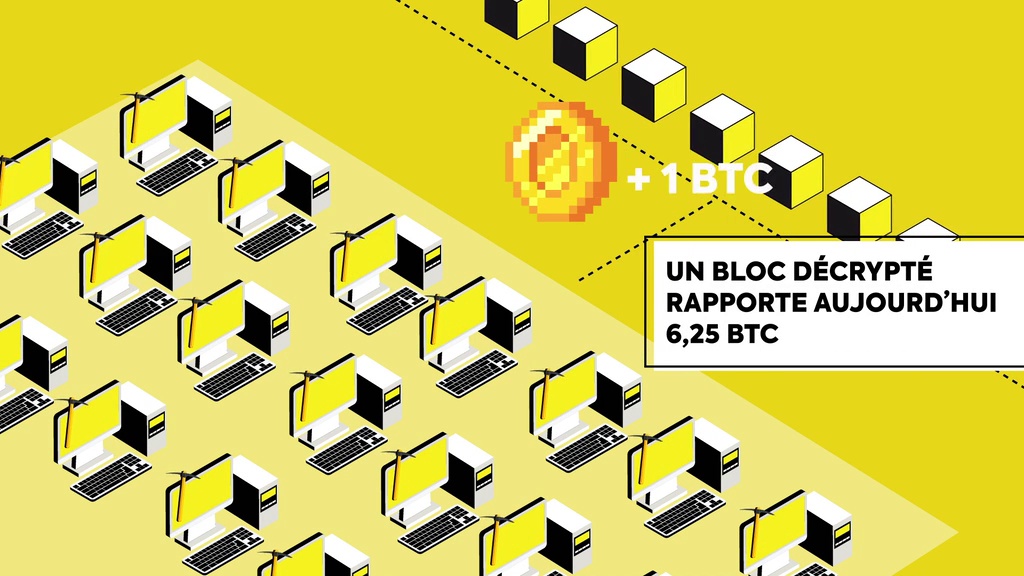 + 1 BTC
UN BLOC DÉCRYPTÉ
RAPPORTE AUJOURD’HUI
6,25 BTC